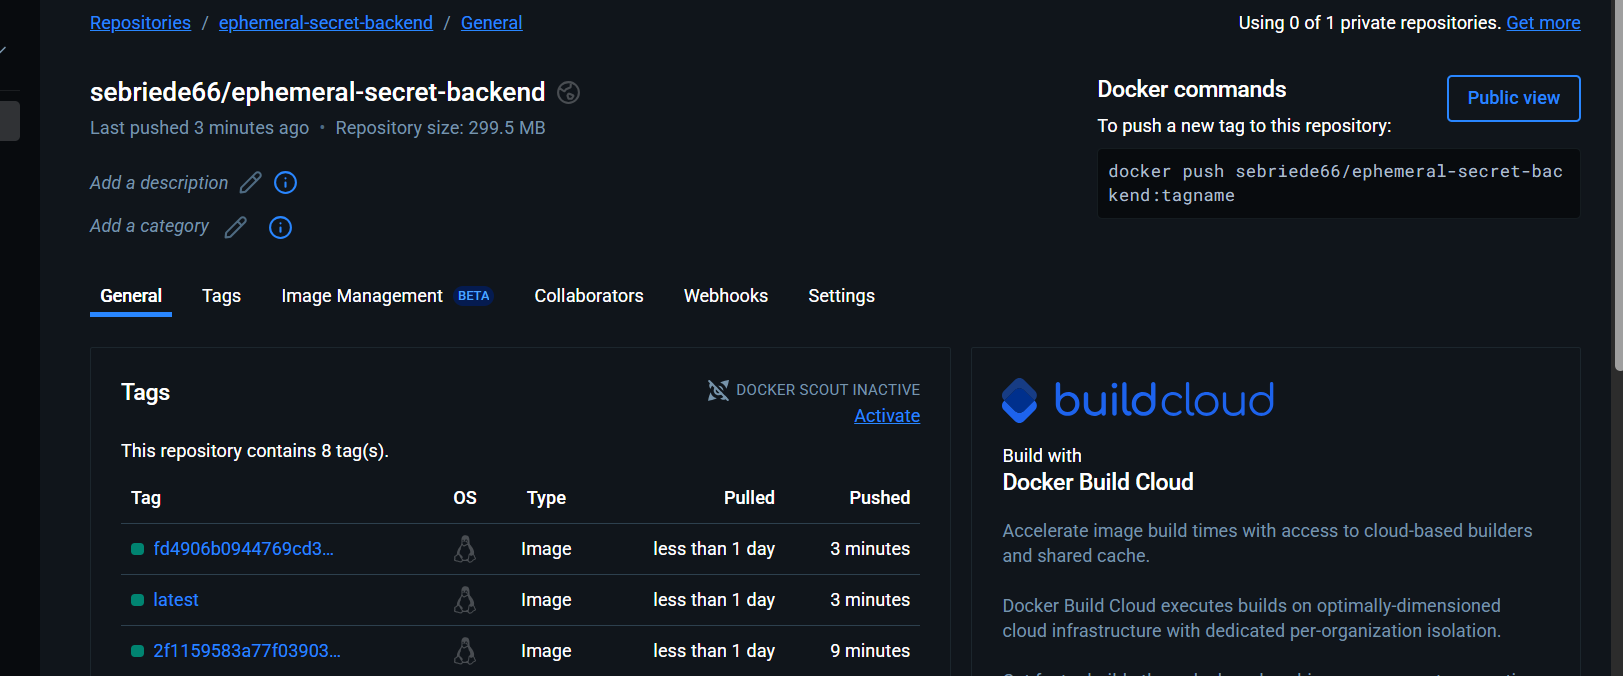 Repositories / ephemeral-secret-backend / General
Using 0 of 1 private repositories. Get more
sebriede66/ephemeral-secret-backend
Last pushed 3 minutes ago • Repository size: 299.5 MB
Add a description
Add a category
Docker commands
Public view
To push a new tag to this repository:
docker push sebriede66/ephemeral-secret-bac
kend:tagname
General Tags Image Management BETA Collaborators Webhooks Settings
Tags
DOCKER SCOUT INACTIVE
Activate
This repository contains 8 tag(s).
Tag OS Type Pulled Pushed
fd4906b0944769cd3... Image less than 1 day 3 minutes
latest Image less than 1 day 3 minutes
2f1159583a77f03903... Image less than 1 day 9 minutes
buildcloud
Build with
Docker Build Cloud
Accelerate image build times with access to cloud-based builders
and shared cache.
Docker Build Cloud executes builds on optimally-dimensioned
cloud infrastructure with dedicated per-organization isolation.